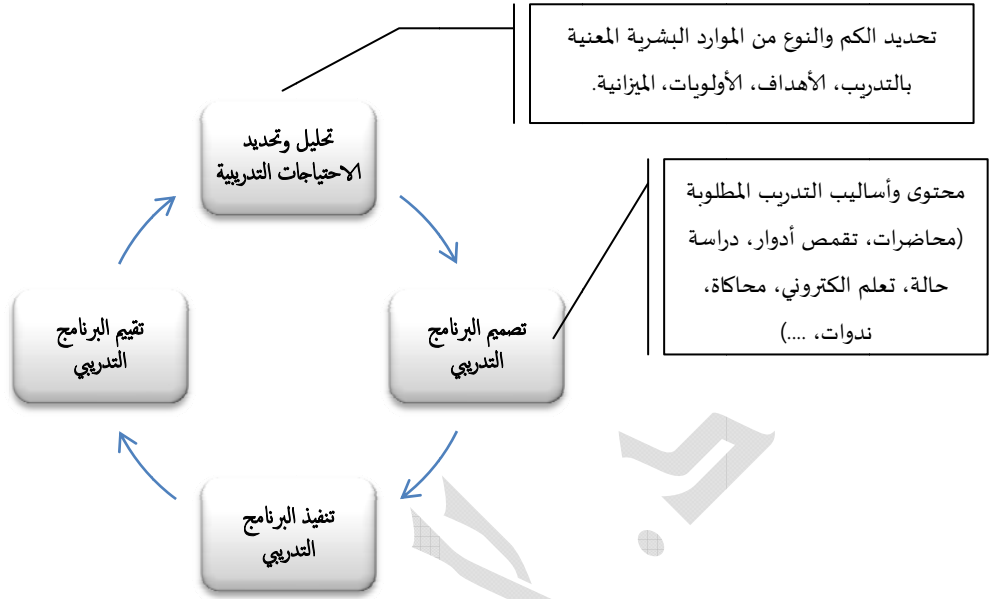 تحديد الكم والنوع من الموارد البشرية المعنية
بالتدريب، الأهداف، الأولويات، الميزانية.
تحليل وتحديد
الاحتياجات التدريبية
محتوى وأساليب التدريب المطلوبة
(محاضرات، تقمص أدوار، دراسة
حالة، تعلم الكتروني، محاكاة،
ندوات، ....)
تصميم البرنامج
التدريبي
تقييم البرنامج
التدريبي
تنفيذ البرنامج
التدريبي